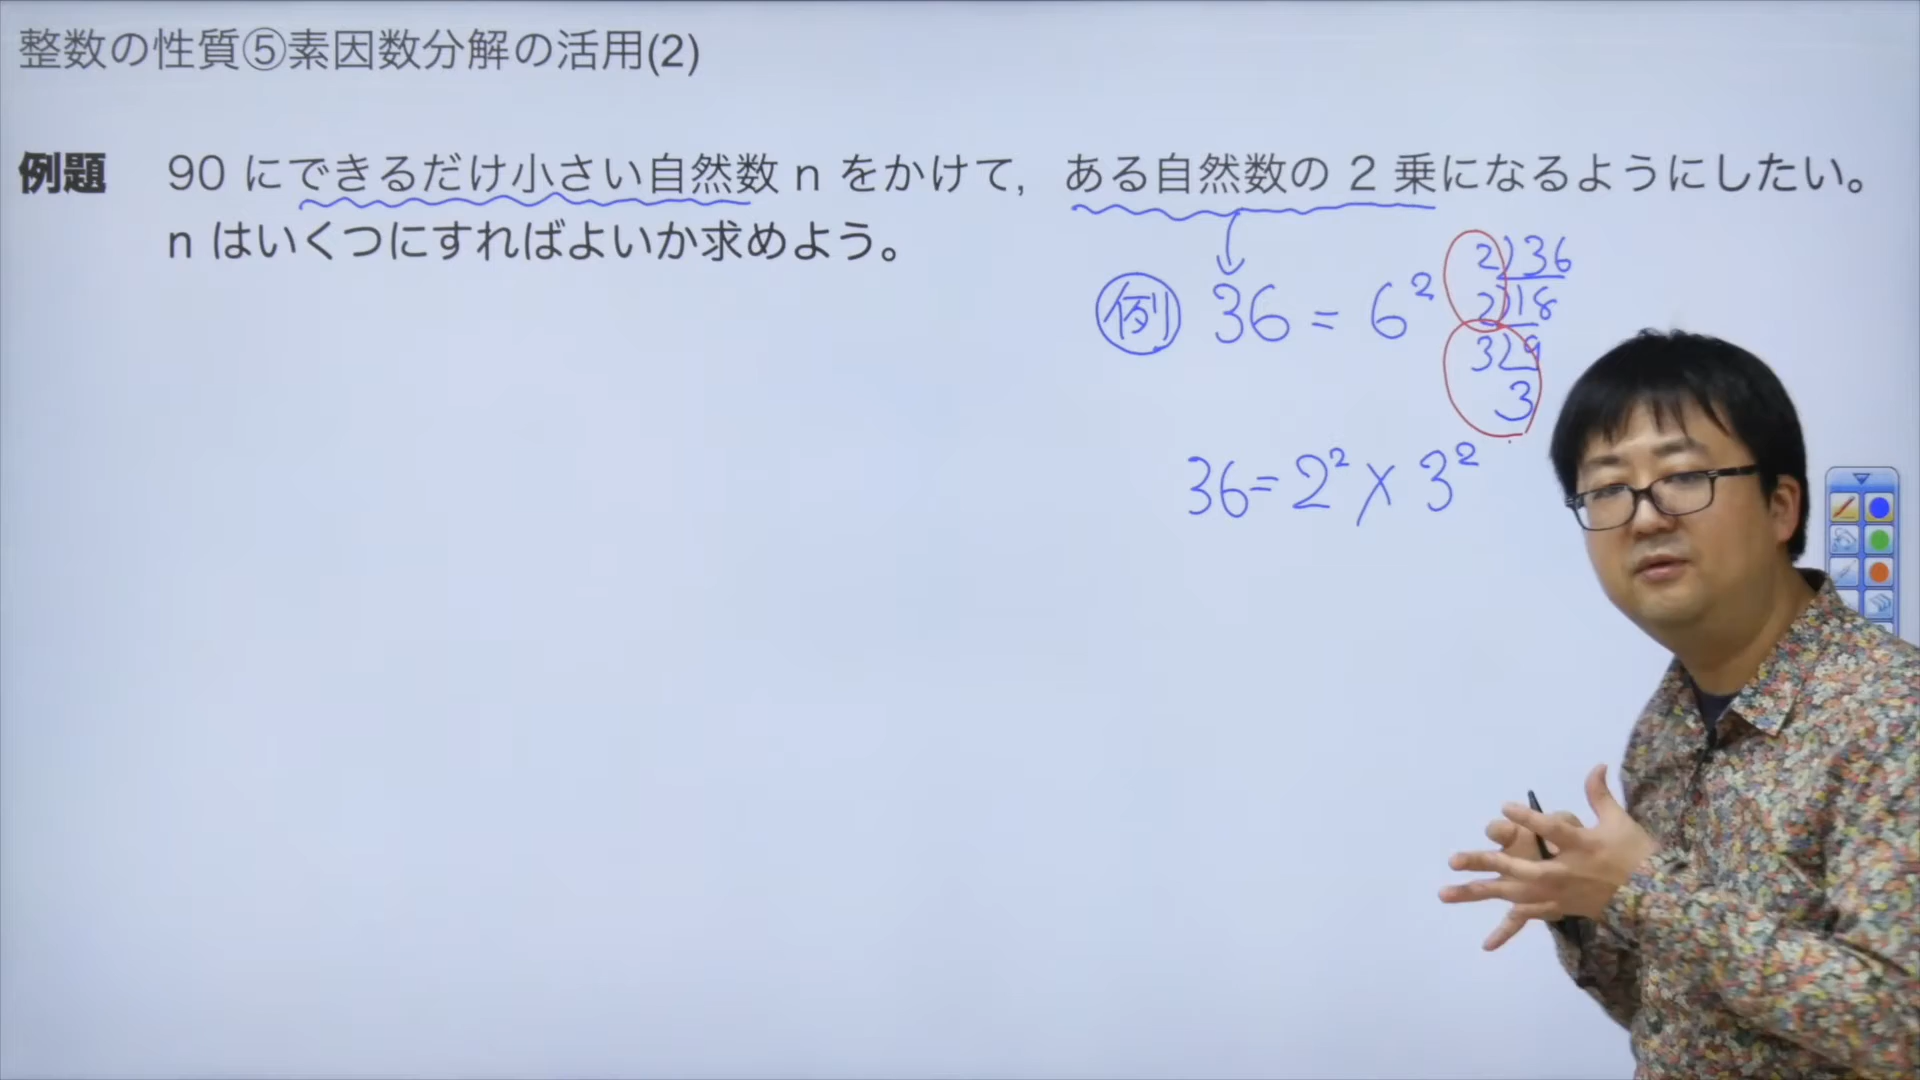 整数の性質⑤素因数分解の活用(2)
例題 90 にできるだけ小さい自然数 n をかけて, ある自然数の 2 乗になるようにしたい。
n はいくつにすればよいか求めよう。
例 36 = 6²
2)36
2)18
3)9
3
36=2²×3²